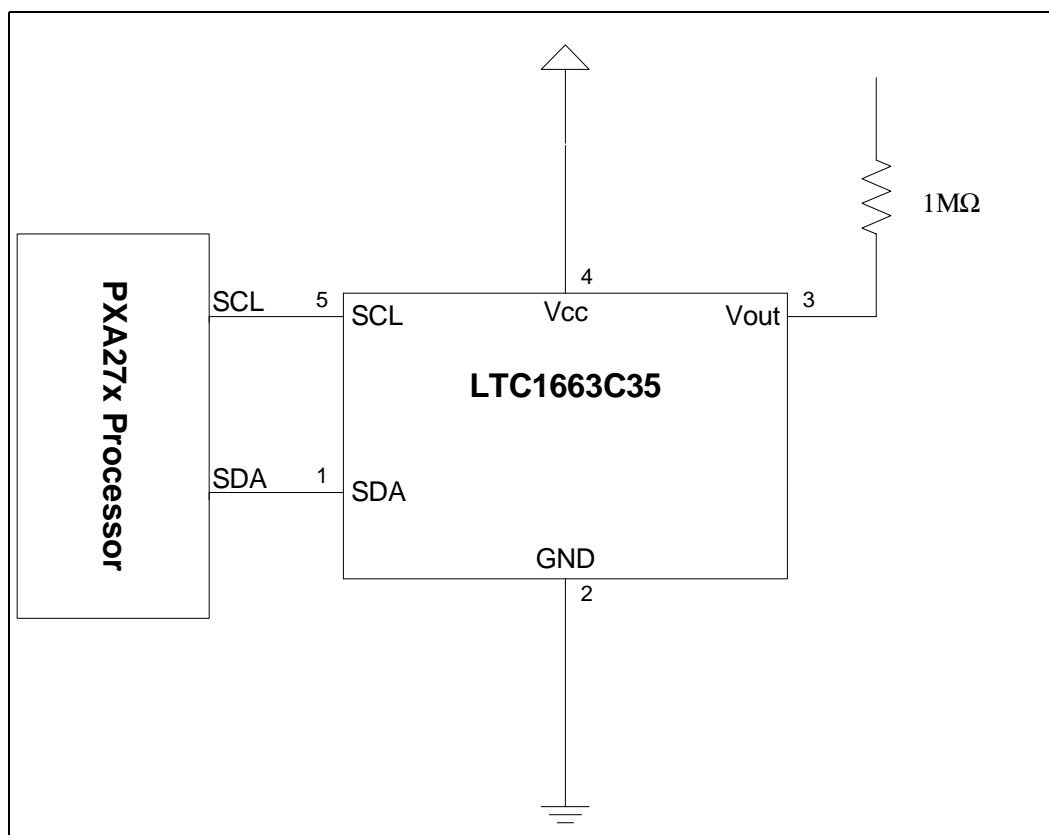 4
1MΩ
SCL 5 SCL Vcc Vout 3
PXA27x Processor
LTC1663C35
SDA 1 SDA
GND
2